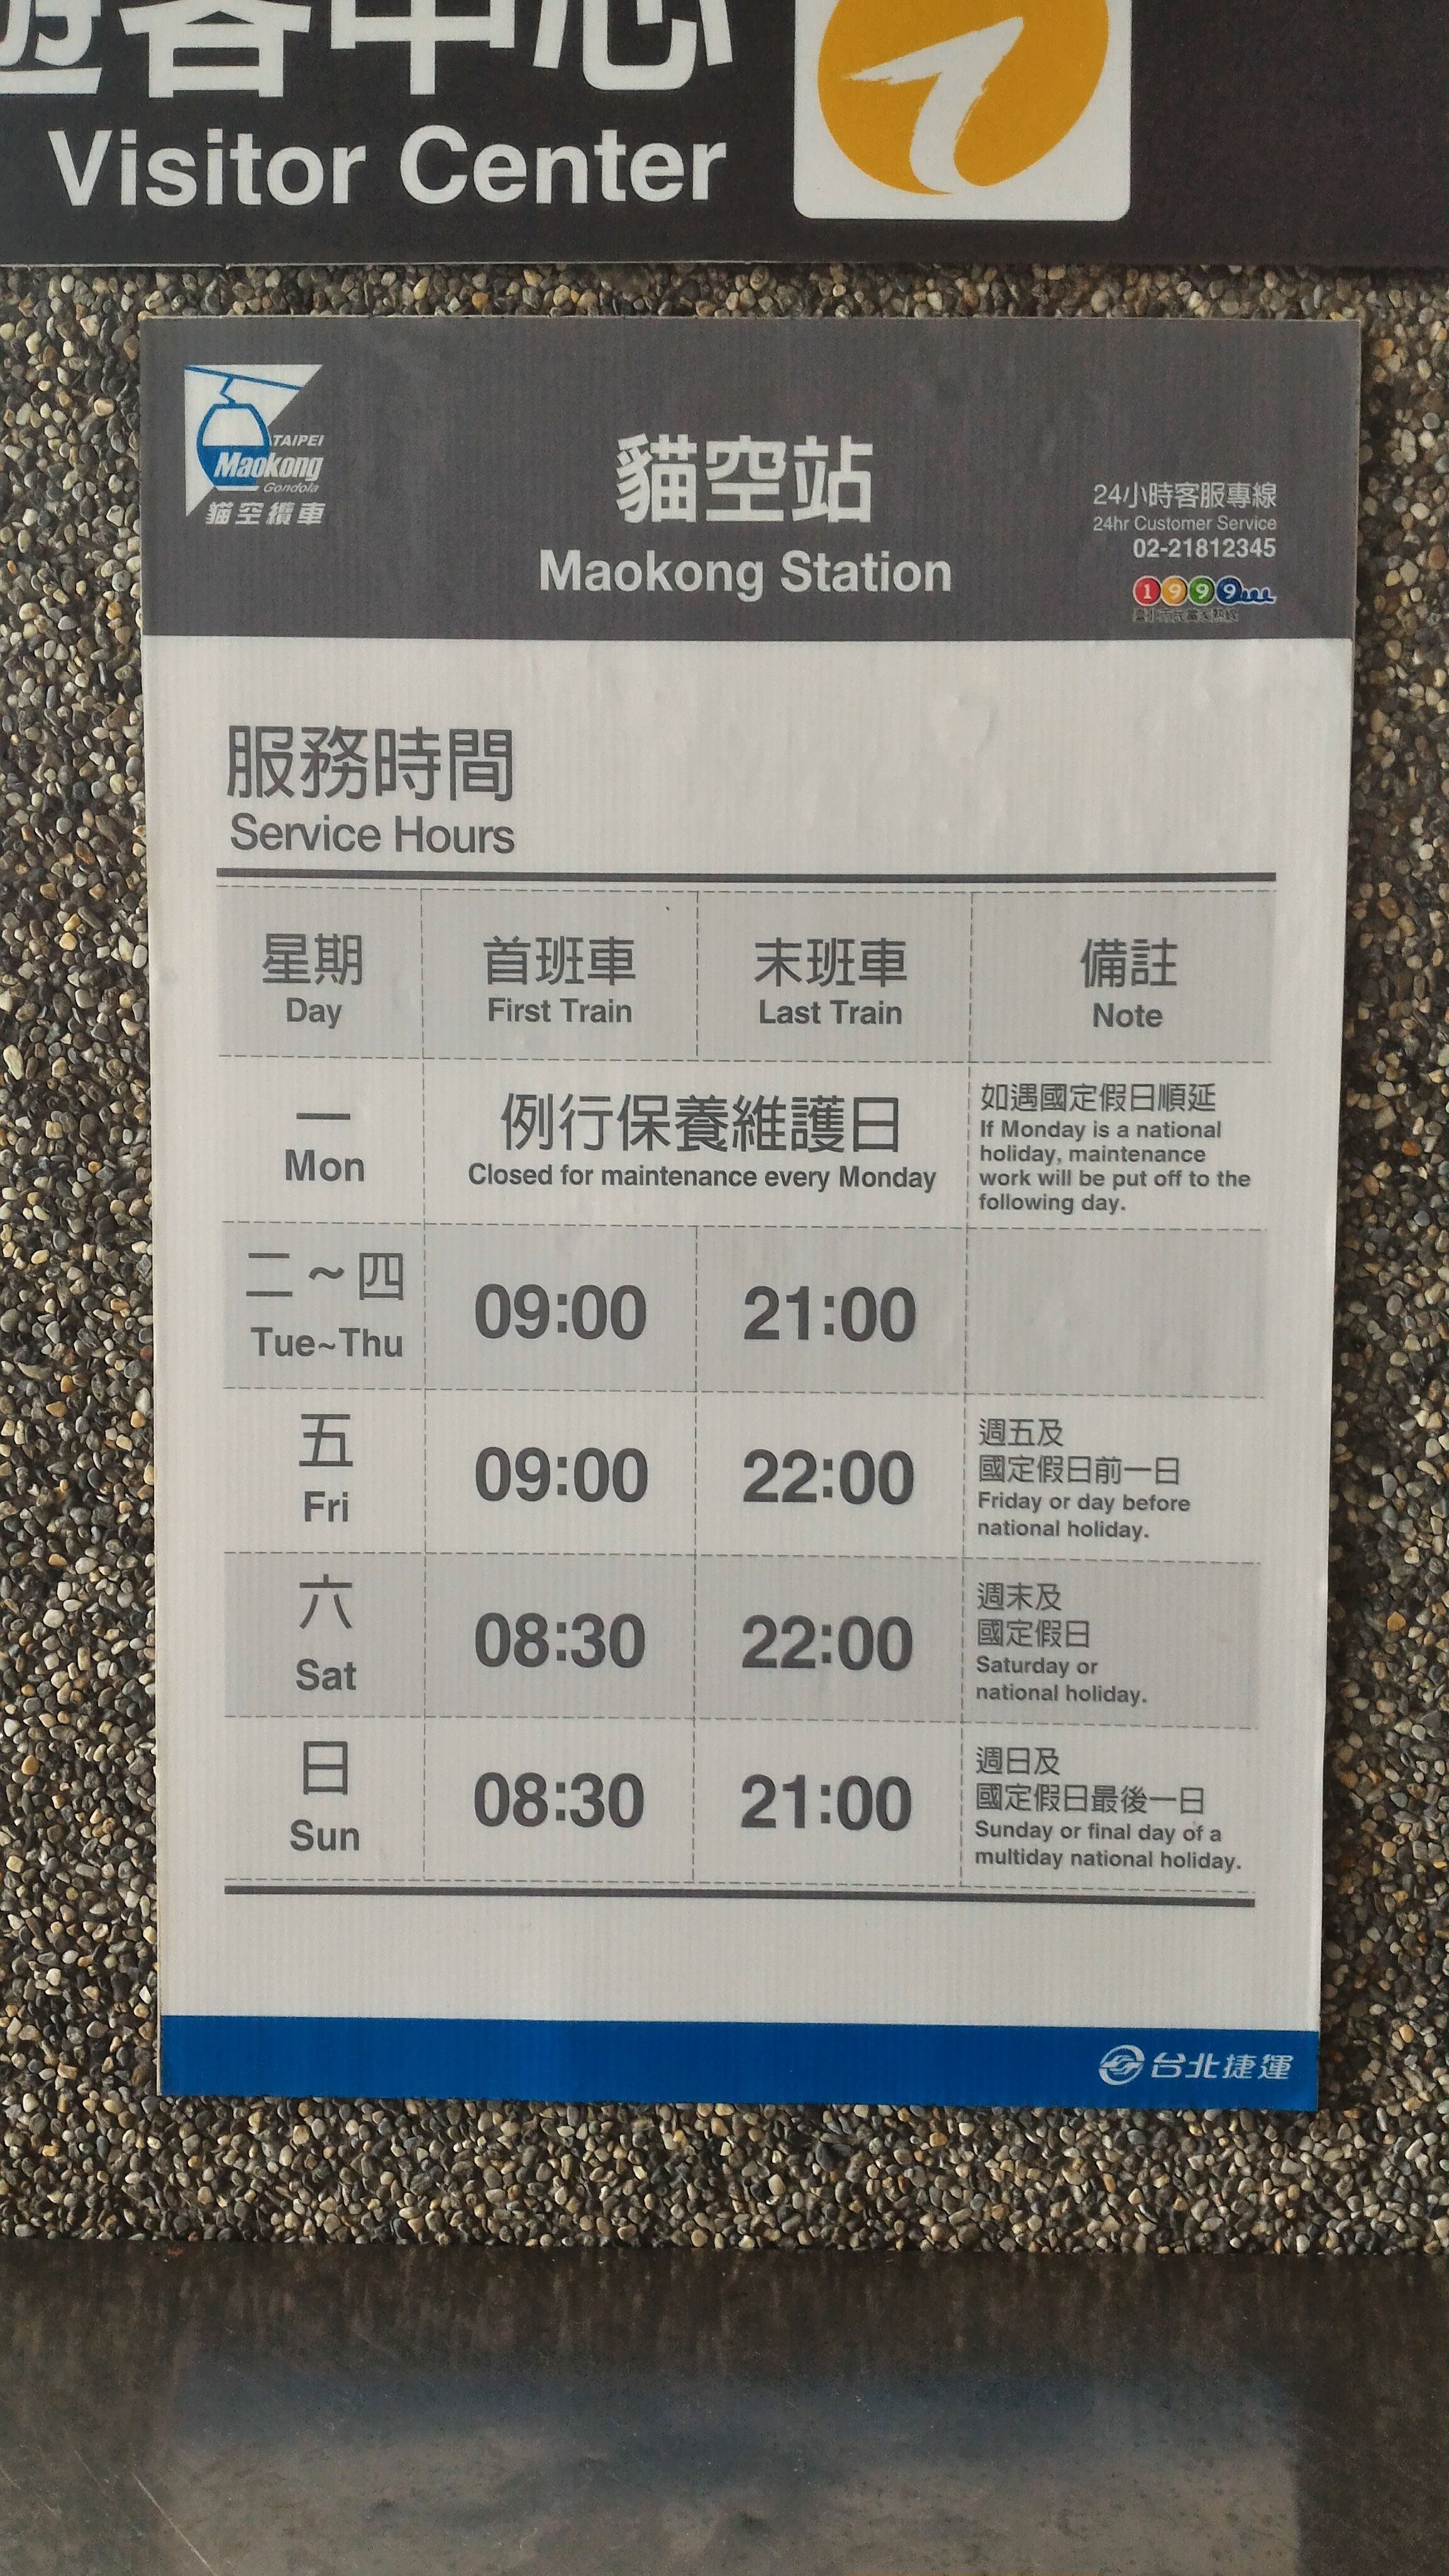 遊客中心
Visitor Center
TAIPEI
Maokong
Gondola
貓空纜車
貓空站
Maokong Station
24小時客服專線
24hr Customer Service
02-21812345
1999
服務時間
Service Hours
星期
Day
首班車
First Train
末班車
Last Train
備註
Note
一
Mon
例行保養維護日
Closed for maintenance every Monday
如遇國定假日順延
If Monday is a national
holiday, maintenance
work will be put off to the
following day.
二~四
Tue~Thu
09:00
21:00
五
Fri
09:00
22:00
週五及
國定假日前一日
Friday or day before
national holiday.
六
Sat
08:30
22:00
週末及
國定假日
Saturday or
national holiday.
日
Sun
08:30
21:00
週日及
國定假日最後一日
Sunday or final day of a
multiday national holiday.
台北捷運